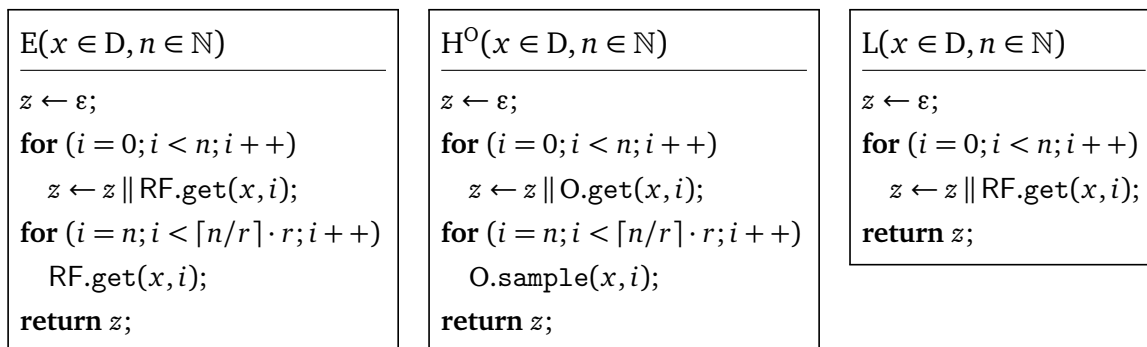 E(x ∈ D, n ∈ ℕ)
z ← ε;
for (i = 0; i < n; i ++)
z ← z ∥ RF.get(x, i);
for (i = n; i < ⌈n/r⌉ · r; i ++)
RF.get(x, i);
return z;
H^O(x ∈ D, n ∈ ℕ)
z ← ε;
for (i = 0; i < n; i ++)
z ← z ∥ O.get(x, i);
for (i = n; i < ⌈n/r⌉ · r; i ++)
O.sample(x, i);
return z;
L(x ∈ D, n ∈ ℕ)
z ← ε;
for (i = 0; i < n; i ++)
z ← z ∥ RF.get(x, i);
return z;